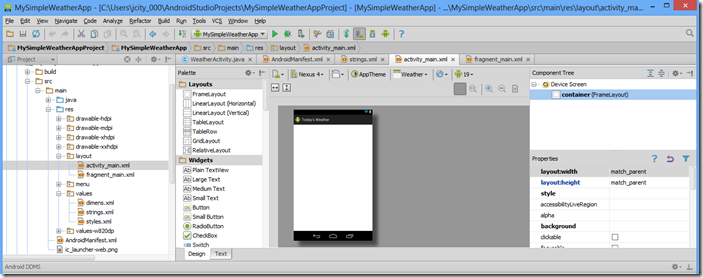 MySimpleWeatherApp - [C:\Users\jcity_000\AndroidStudioProjects\MySimpleWeatherAppProject] - [MySimpleWeatherApp] - ...\MySimpleWeatherApp\src\main\res\layout\activity_ma...
File Edit View Navigate Code Analyze Refactor Build Run Tools VCS Window Help
MySimpleWeatherApp
MySimpleWeatherAppProject MySimpleWeatherApp src main res layout activity_main.xml
Project
WeatherActivity.java AndroidManifest.xml strings.xml activity_main.xml fragment_main.xml
build
src
main
java
res
drawable-hdpi
drawable-mdpi
drawable-xhdpi
drawable-xxhdpi
layout
activity_main.xml
fragment_main.xml
menu
values
dimens.xml
strings.xml
styles.xml
values-w820dp
AndroidManifest.xml
ic_launcher-web.png
Palette
Layouts
FrameLayout
LinearLayout (Horizontal)
LinearLayout (Vertical)
TableLayout
TableRow
GridLayout
RelativeLayout
Widgets
Plain TextView
Large Text
Medium Text
Small Text
Button
Small Button
RadioButton
CheckBox
Switch
Design Text
Nexus 4 AppTheme Weather 19
Today's Weather
Component Tree
Device Screen
container (FrameLayout)
Properties
layout:width match_parent
layout:height match_parent
style
accessibilityLiveRegion
alpha
background
clickable
Android DDMS